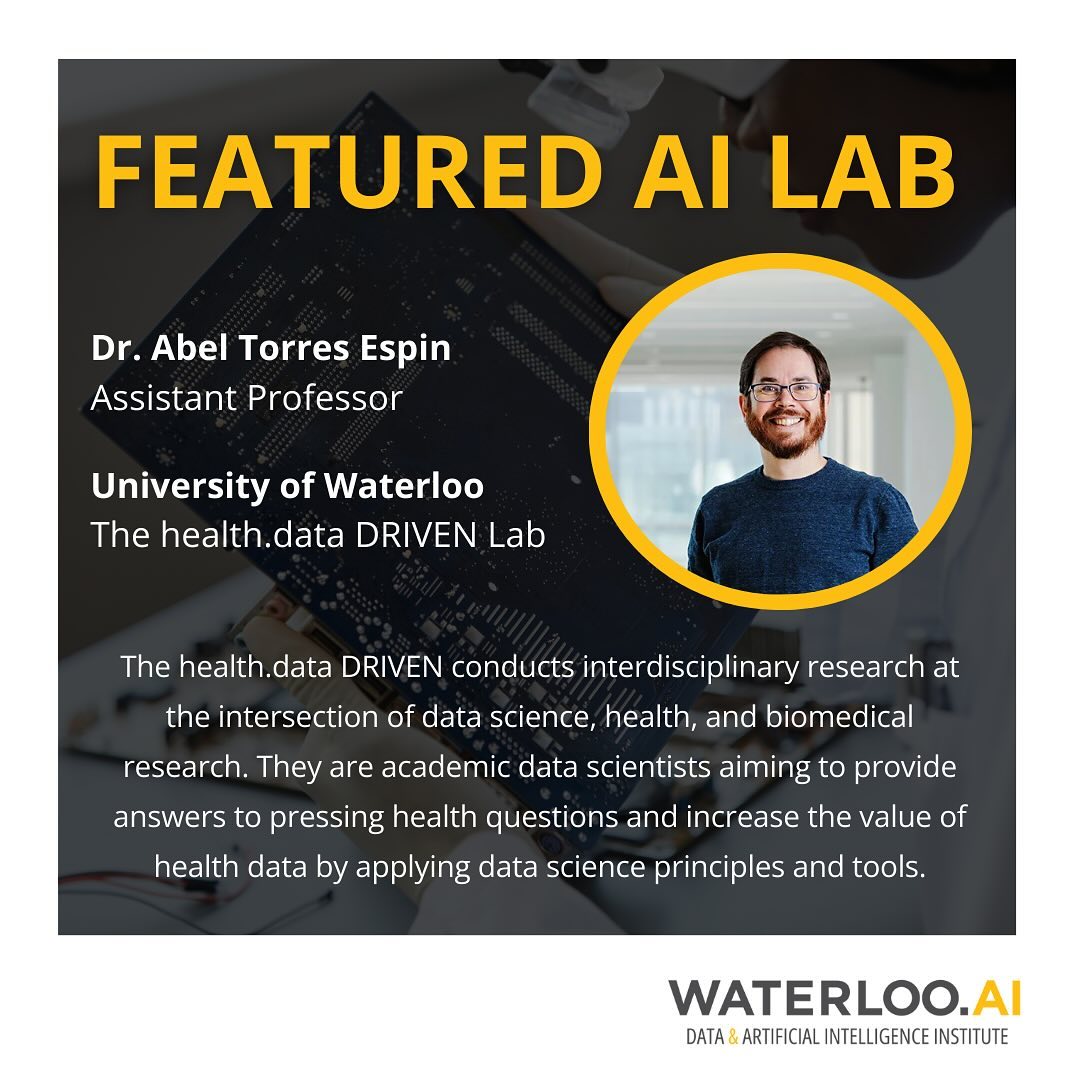 FEATURED AI LAB
Dr. Abel Torres Espin
Assistant Professor
University of Waterloo
The health.data DRIVEN Lab
The health.data DRIVEN conducts interdisciplinary research at
the intersection of data science, health, and biomedical
research. They are academic data scientists aiming to provide
answers to pressing health questions and increase the value of
health data by applying data science principles and tools.
WATERLOO.AI
DATA & ARTIFICIAL INTELLIGENCE INSTITUTE